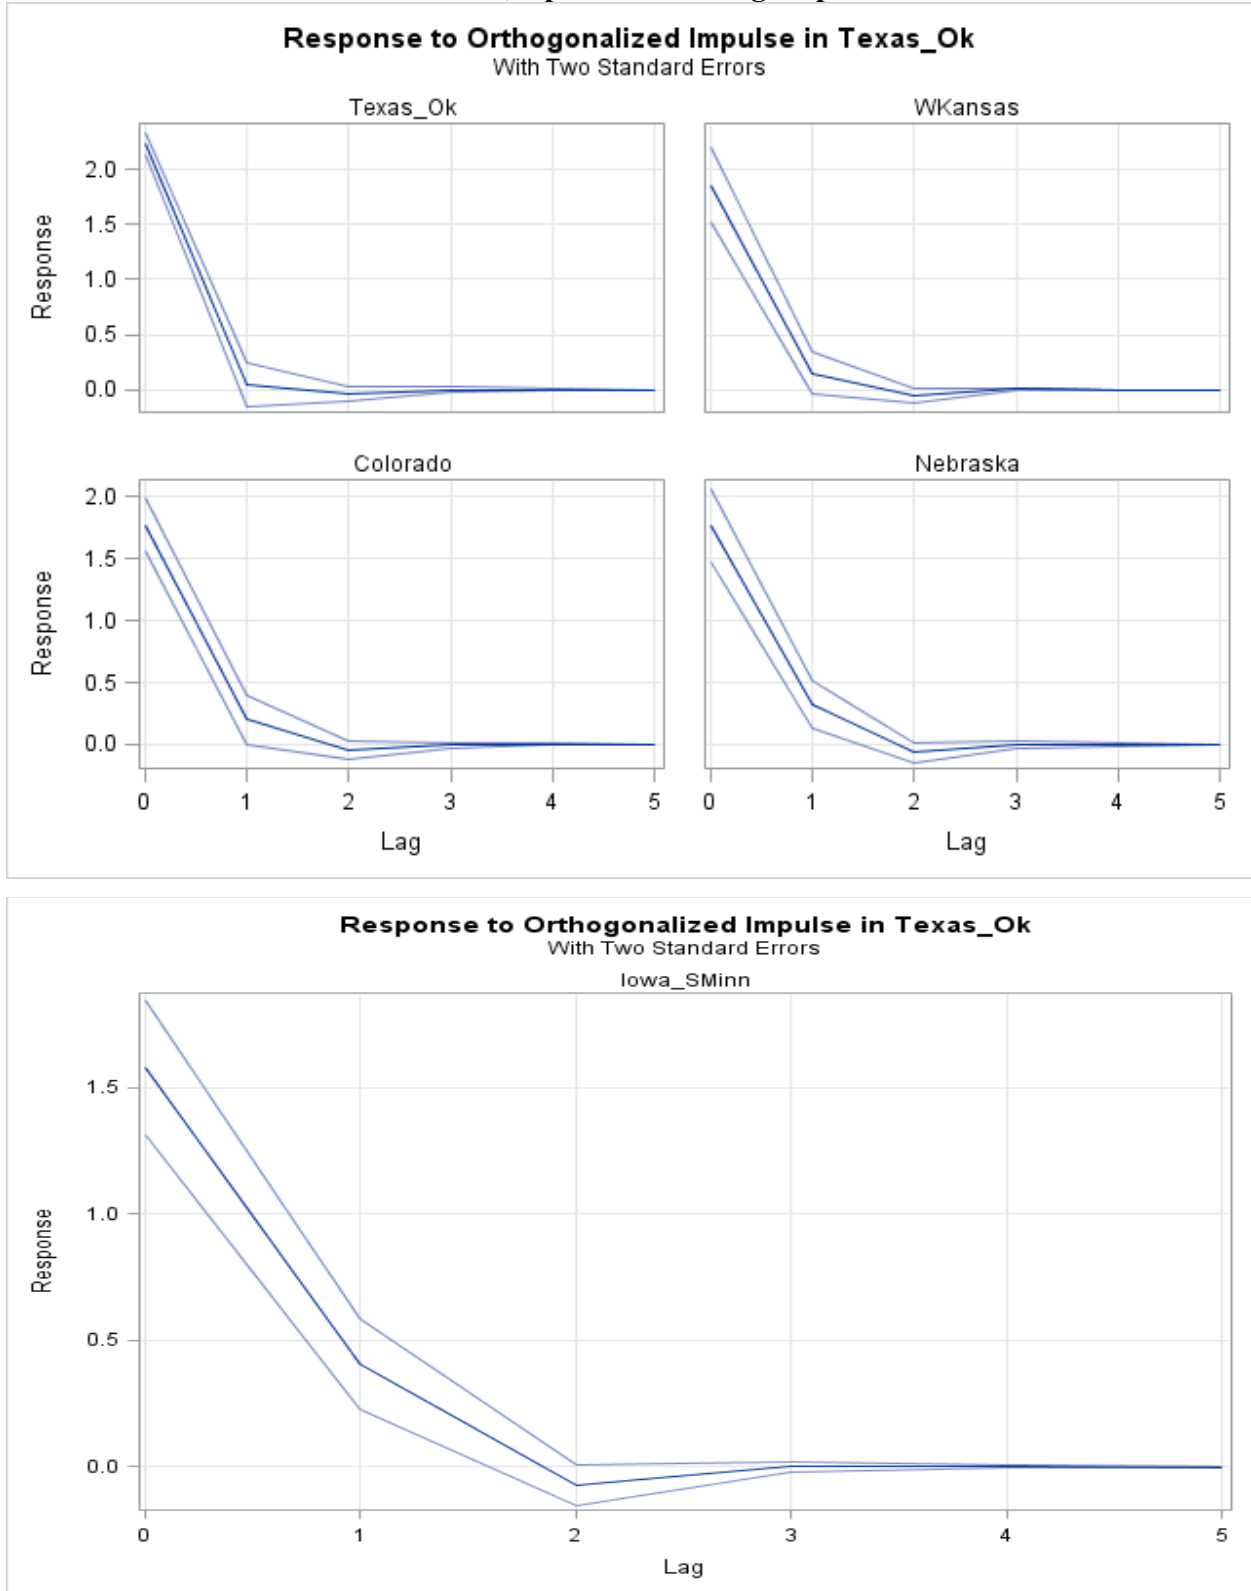 Response to Orthogonalized Impulse in Texas_Ok
With Two Standard Errors
Texas_Ok
WKansas
Response
2.0
1.5
1.0
0.5
0.0
Colorado
Nebraska
Response
2.0
1.5
1.0
0.5
0.0
0 1 2 3 4 5
0 1 2 3 4 5
Lag
Lag
Response to Orthogonalized Impulse in Texas_Ok
With Two Standard Errors
Iowa_SMinn
Response
1.5
1.0
0.5
0.0
0 1 2 3 4 5
Lag